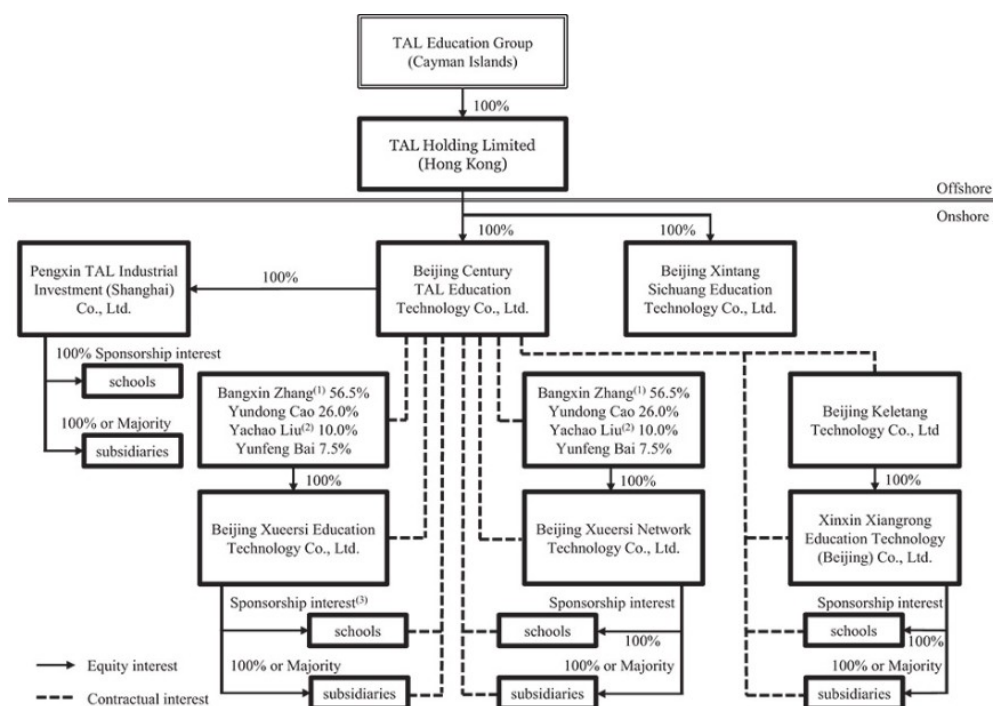 TAL Education Group
(Cayman Islands)
100%
TAL Holding Limited
(Hong Kong)
Offshore
Onshore
100%
100%
Pengxin TAL Industrial
Investment (Shanghai)
Co., Ltd.
100%
Beijing Century
TAL Education
Technology Co., Ltd.
Beijing Xintang
Sichuang Education
Technology Co., Ltd.
100% Sponsorship interest
schools
100% or Majority
subsidiaries
Bangxin Zhang(1) 56.5%
Yundong Cao 26.0%
Yachao Liu(2) 10.0%
Yunfeng Bai 7.5%
Bangxin Zhang(1) 56.5%
Yundong Cao 26.0%
Yachao Liu(2) 10.0%
Yunfeng Bai 7.5%
Beijing Keletang
Technology Co., Ltd
100%
100%
100%
Beijing Xueersi Education
Technology Co., Ltd.
Beijing Xueersi Network
Technology Co., Ltd.
Xinxin Xiangrong
Education Technology
(Beijing) Co., Ltd.
Sponsorship interest(3)
schools
100% or Majority
subsidiaries
Sponsorship interest
schools
100%
100% or Majority
subsidiaries
Sponsorship interest
schools
100%
100% or Majority
subsidiaries
Equity interest
Contractual interest